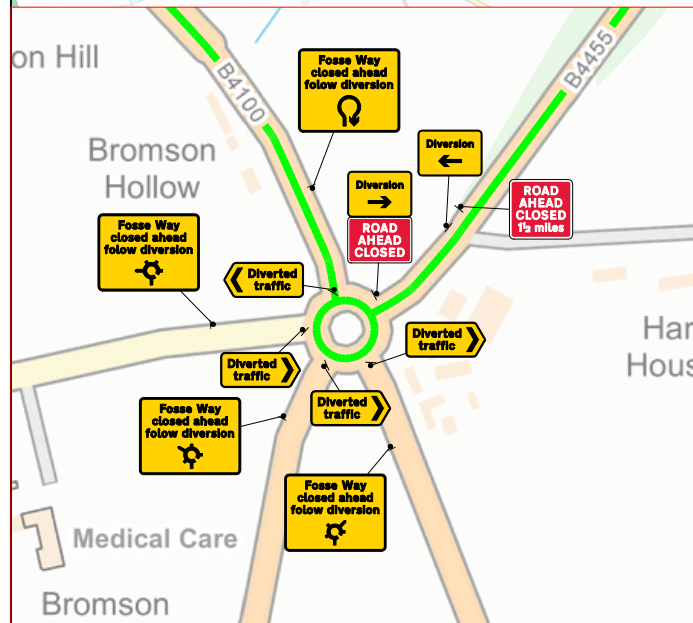 on Hill
B4100
B4455
Fosse Way
closed ahead
folow diversion
Diversion
Bromson
Hollow
Diversion
ROAD
AHEAD
CLOSED
1½ miles
ROAD
AHEAD
CLOSED
Fosse Way
closed ahead
folow diversion
Diverted
traffic
Har
Hous
Diverted
traffic
Diverted
traffic
Diverted
traffic
Fosse Way
closed ahead
folow diversion
Fosse Way
closed ahead
folow diversion
Medical Care
Bromson